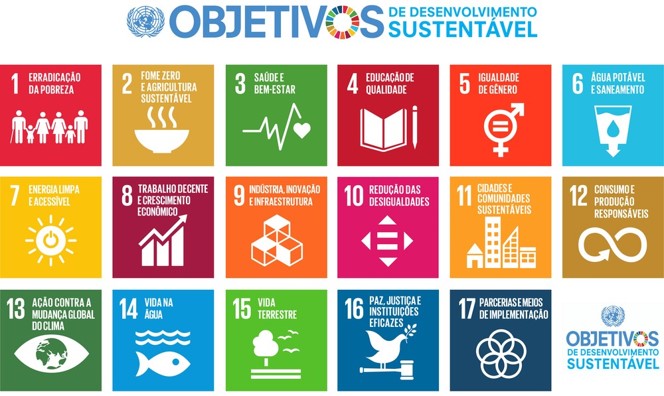 OBJETIVOS
DE DESENVOLVIMENTO
SUSTENTÁVEL
1 ERRADICAÇÃO
DA POBREZA
2 FOME ZERO
E AGRICULTURA
SUSTENTÁVEL
3 SAÚDE E
BEM-ESTAR
4 EDUCAÇÃO DE
QUALIDADE
5 IGUALDADE
DE GÊNERO
6 ÁGUA POTÁVEL
E SANEAMENTO
7 ENERGIA LIMPA
E ACESSÍVEL
8 TRABALHO DECENTE
E CRESCIMENTO
ECONÔMICO
9 INDÚSTRIA, INOVAÇÃO
E INFRAESTRUTURA
10 REDUÇÃO DAS
DESIGUALDADES
11 CIDADES E
COMUNIDADES
SUSTENTÁVEIS
12 CONSUMO E
PRODUÇÃO
RESPONSÁVEIS
13 AÇÃO CONTRA A
MUDANÇA GLOBAL
DO CLIMA
14 VIDA NA
ÁGUA
15 VIDA
TERRESTRE
16 PAZ, JUSTIÇA E
INSTITUIÇÕES
EFICAZES
17 PARCERIAS E MEIOS
DE IMPLEMENTAÇÃO
OBJETIVOS
DE DESENVOLVIMENTO
SUSTENTÁVEL